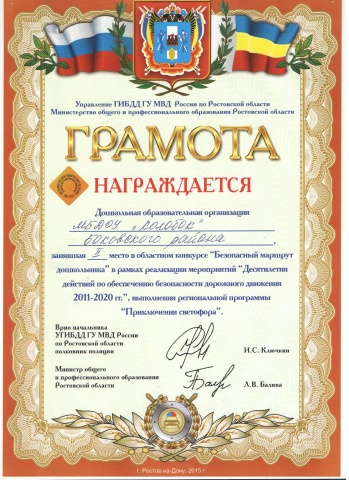 Управление ГИБДД ГУ МВД России по Ростовской области
Министерство общего и профессионального образования Ростовской области
ГРАМОТА
НАГРАЖДАЕТСЯ
Дошкольная образовательная организация
МБДОУ „Колобок"
Боковского района
занявшая II место в областном конкурсе "Безопасный маршрут
дошкольника" в рамках реализации мероприятий "Десятилетия
действий по обеспечению безопасности дорожного движения
2011-2020 гг.", выполнения региональной программы
"Приключения светофора".
Врио начальника
УГИБДД ГУ МВД России
по Ростовской области
полковник полиции
И.С. Ключкин
Министр общего
и профессионального образования
Ростовской области
Л.В. Балина
г. Ростов-на-Дону, 2015 г.